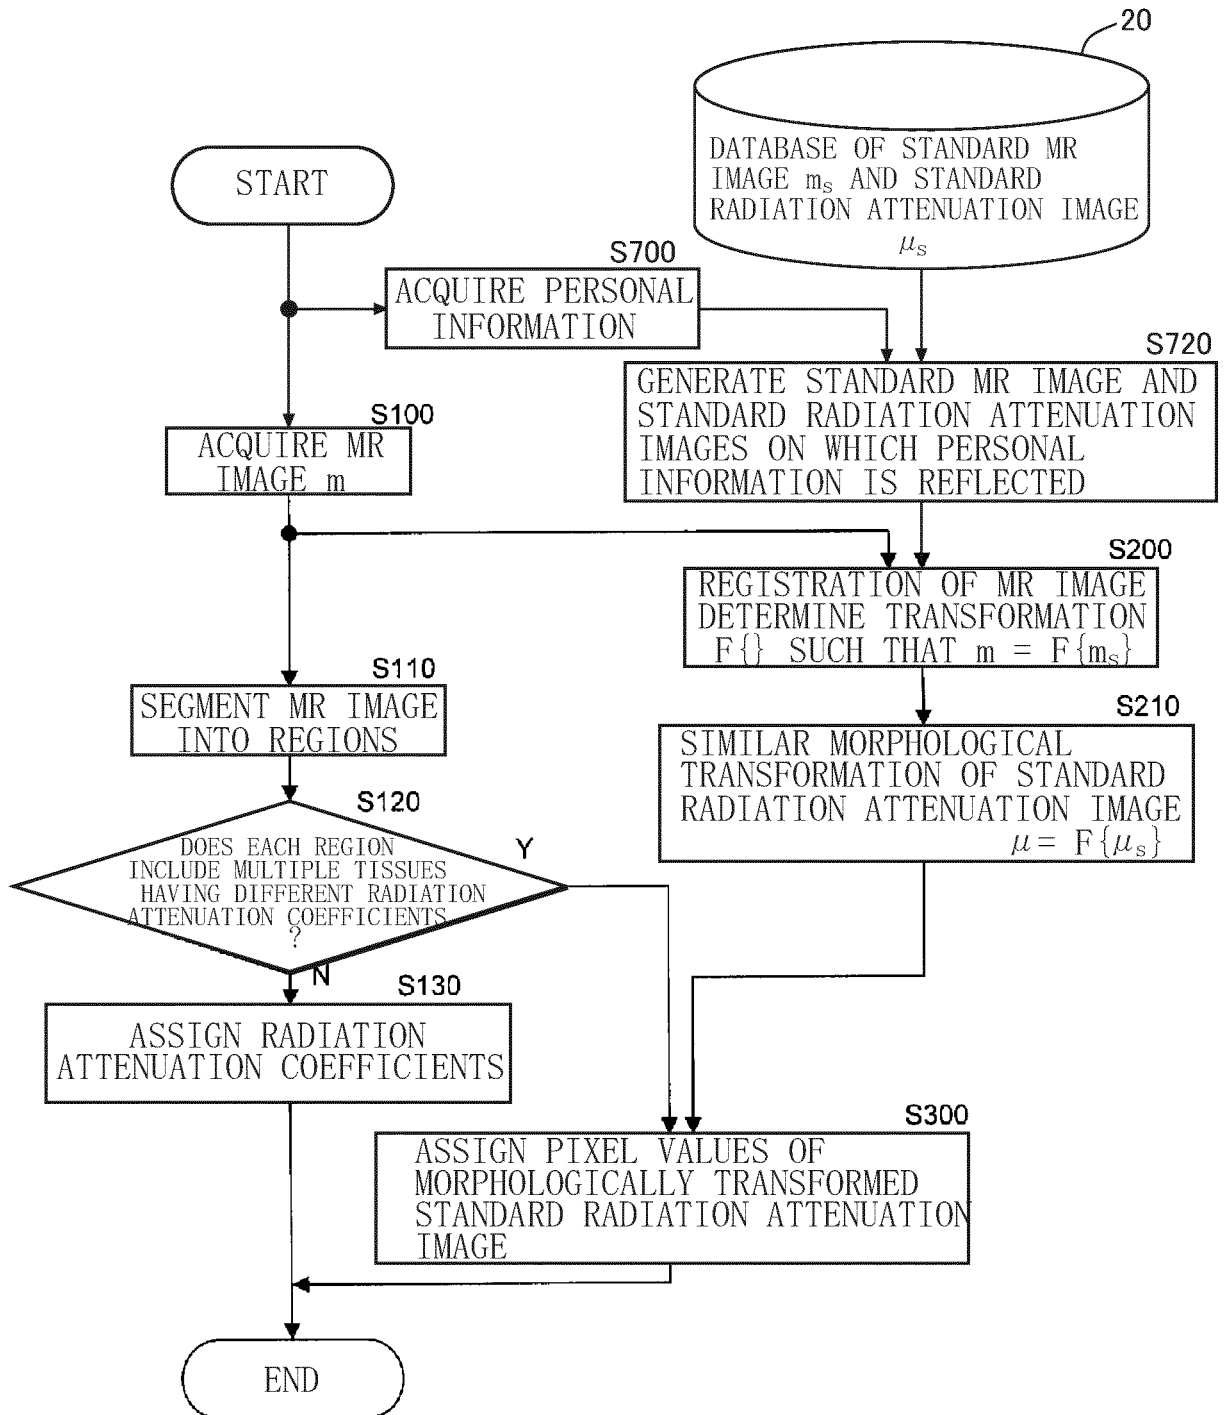 20
DATABASE OF STANDARD MR
IMAGE mS AND STANDARD
RADIATION ATTENUATION IMAGE
μS
START
S700
ACQUIRE PERSONAL
INFORMATION
S720
GENERATE STANDARD MR IMAGE AND
STANDARD RADIATION ATTENUATION
IMAGES ON WHICH PERSONAL
INFORMATION IS REFLECTED
S100
ACQUIRE MR
IMAGE m
S200
REGISTRATION OF MR IMAGE
DETERMINE TRANSFORMATION
F{} SUCH THAT m = F{mS}
S110
SEGMENT MR IMAGE
INTO REGIONS
S210
SIMILAR MORPHOLOGICAL
TRANSFORMATION OF STANDARD
RADIATION ATTENUATION IMAGE
μ = F{μS}
S120
DOES EACH REGION
INCLUDE MULTIPLE TISSUES
HAVING DIFFERENT RADIATION
ATTENUATION COEFFICIENTS
?
Y
N
S130
ASSIGN RADIATION
ATTENUATION COEFFICIENTS
S300
ASSIGN PIXEL VALUES OF
MORPHOLOGICALLY TRANSFORMED
STANDARD RADIATION ATTENUATION
IMAGE
END